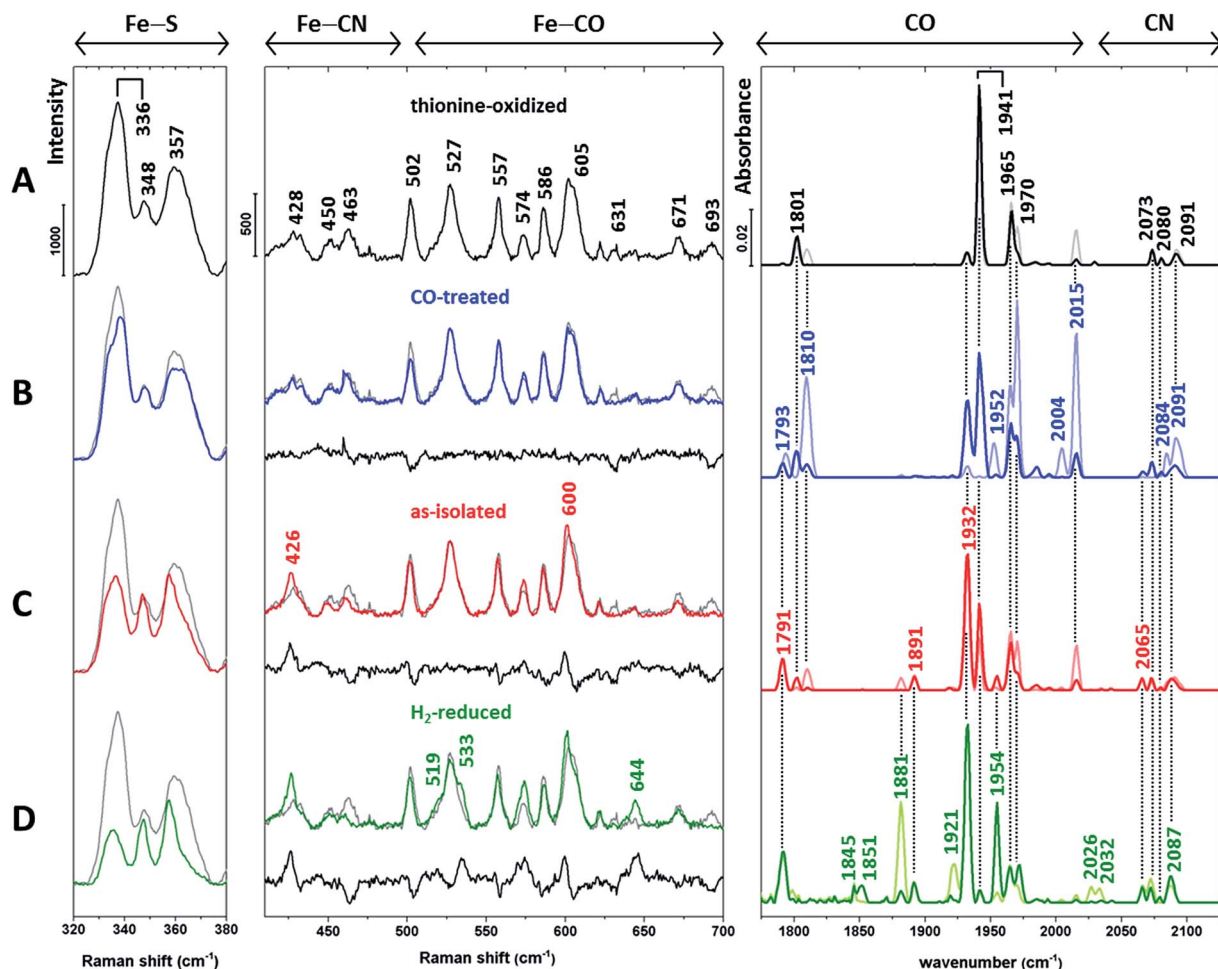 Fe–S
Fe–CN
Fe–CO
CO
CN
A
Intensity
1000
336
348
357
500
thionine-oxidized
428
450
463
502
527
557
574
586
605
631
671
693
Absorbance
0.02
1801
1941
1965
1970
2073
2080
2091
B
CO-treated
1793
1810
1952
2004
2015
2084
2091
C
as-isolated
426
600
1791
1891
1932
2065
D
H2-reduced
519
533
644
1845
1851
1881
1921
1954
2026
2032
2087
320 340 360 380
450 500 550 600 650 700
1800 1850 1900 1950 2000 2050 2100
Raman shift (cm-1)
Raman shift (cm-1)
wavenumber (cm-1)